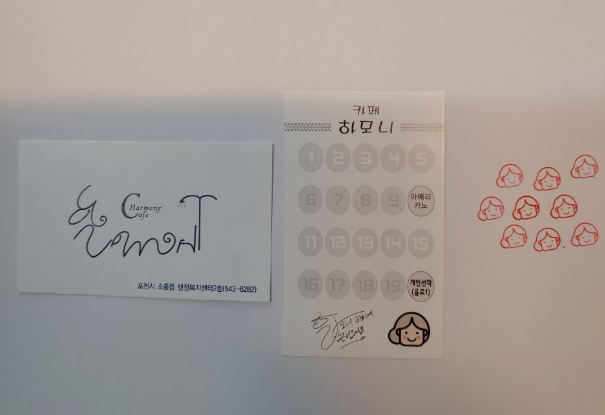 Harmony
Cafe
포천시 소흘읍 행정복지센터2층(543-8282)
카페
하모니
1 2 3 4 5
6 7 8 9 아메리
카노
11 12 13 14 15
16 17 18 19 개인선택
(음료1)